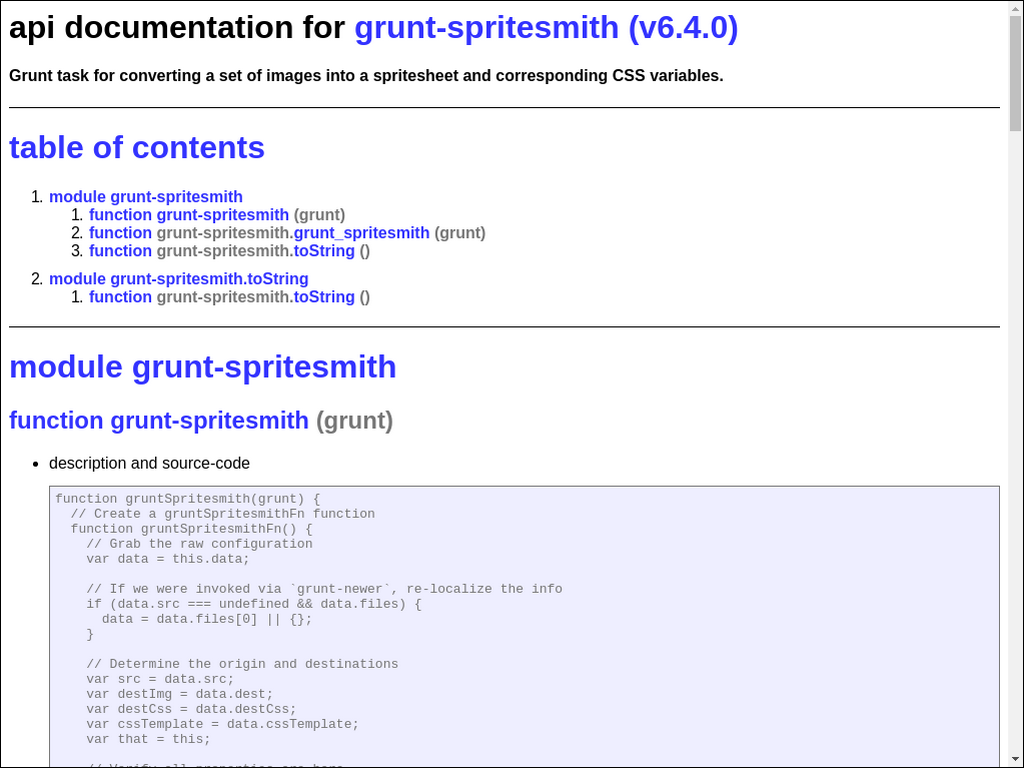 api documentation for grunt-spritesmith (v6.4.0)
Grunt task for converting a set of images into a spritesheet and corresponding CSS variables.
table of contents
1. module grunt-spritesmith
1. function grunt-spritesmith (grunt)
2. function grunt-spritesmith.grunt_spritesmith (grunt)
3. function grunt-spritesmith.toString ()
2. module grunt-spritesmith.toString
1. function grunt-spritesmith.toString ()
module grunt-spritesmith
function grunt-spritesmith (grunt)
• description and source-code
function gruntSpritesmith(grunt) {
  // Create a gruntSpritesmithFn function
  function gruntSpritesmithFn() {
    // Grab the raw configuration
    var data = this.data;
    // If we were invoked via `grunt-newer`, re-localize the info
    if (data.src === undefined && data.files) {
      data = data.files[0] || {};
    }
    // Determine the origin and destinations
    var src = data.src;
    var destImg = data.dest;
    var destCss = data.destCss;
    var cssTemplate = data.cssTemplate;
    var that = this;
    // Verify all properties are here